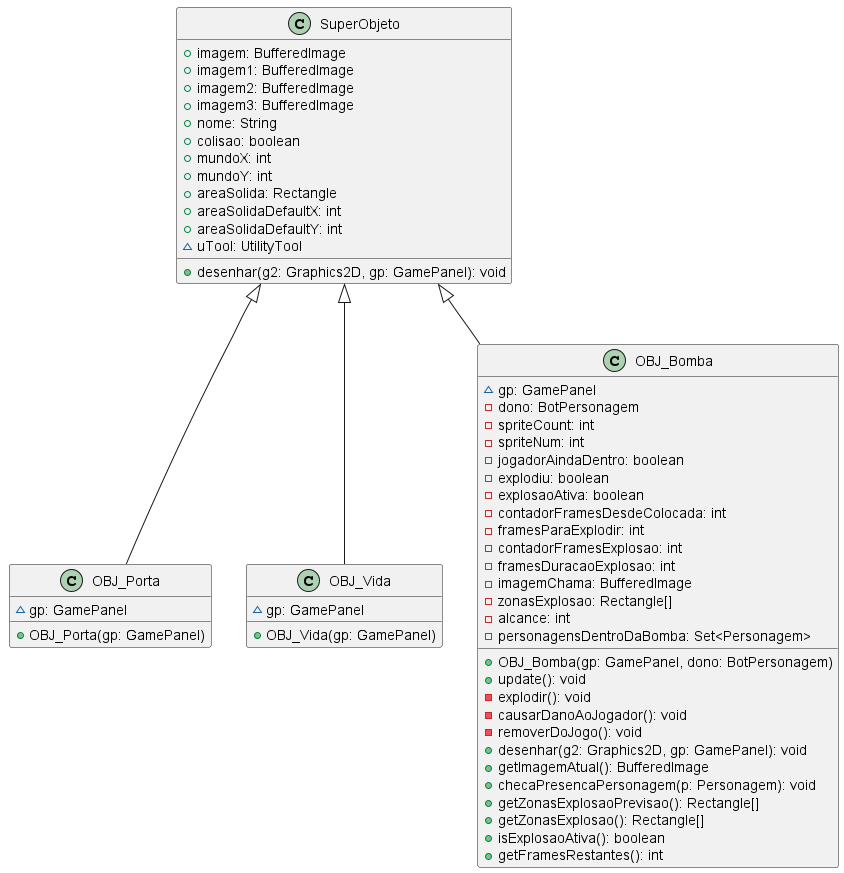 C SuperObjeto
imagem: BufferedImage
imagem1: BufferedImage
imagem2: BufferedImage
imagem3: BufferedImage
nome: String
colisao: boolean
mundoX: int
mundoY: int
areaSolida: Rectangle
areaSolidaDefaultX: int
areaSolidaDefaultY: int
uTool: UtilityTool
desenhar(g2: Graphics2D, gp: GamePanel): void
C OBJ_Porta
gp: GamePanel
OBJ_Porta(gp: GamePanel)
C OBJ_Vida
gp: GamePanel
OBJ_Vida(gp: GamePanel)
C OBJ_Bomba
gp: GamePanel
dono: BotPersonagem
spriteCount: int
spriteNum: int
jogadorAindaDentro: boolean
explodiu: boolean
explosaoAtiva: boolean
contadorFramesDesdeColocada: int
framesParaExplodir: int
contadorFramesExplosao: int
framesDuracaoExplosao: int
imagemChama: BufferedImage
zonasExplosao: Rectangle[]
alcance: int
personagensDentroDaBomba: Set<Personagem>
OBJ_Bomba(gp: GamePanel, dono: BotPersonagem)
update(): void
explodir(): void
causarDanoAoJogador(): void
removerDoJogo(): void
desenhar(g2: Graphics2D, gp: GamePanel): void
getImagemAtual(): BufferedImage
checaPresencaPersonagem(p: Personagem): void
getZonasExplosaoPrevisao(): Rectangle[]
getZonasExplosao(): Rectangle[]
isExplosaoAtiva(): boolean
getFramesRestantes(): int